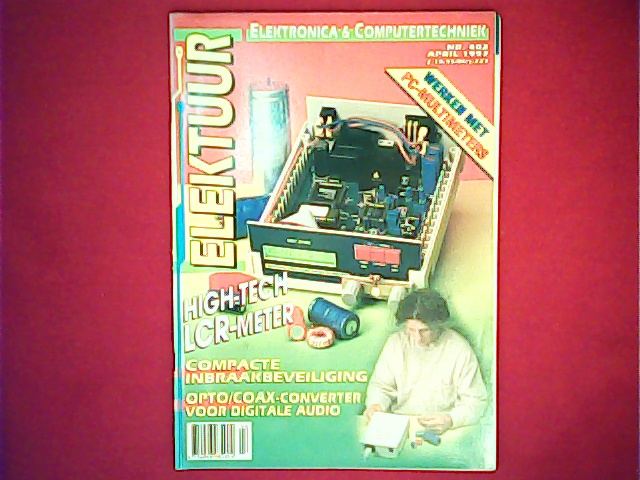 ELEKTRONICA & COMPUTERTECHNIEK
APRIL 1997
ELEKTUUR
WERKEN MET
PC-MULTIMETERS
HIGH-TECH
LCR-METER
COMPACTE
INBRAAKBEVEILIGING
OPTO/COAX-CONVERTER
VOOR DIGITALE AUDIO